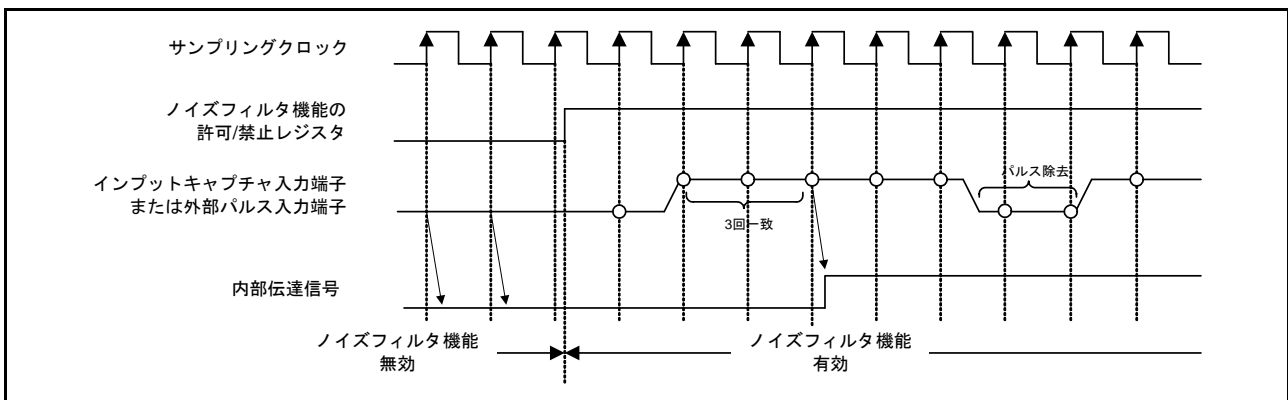 サンプリングクロック
ノイズフィルタ機能の
許可/禁止レジスタ
インプットキャプチャ入力端子
または外部パルス入力端子
パルス除去
3回一致
内部伝達信号
ノイズフィルタ機能
無効
ノイズフィルタ機能
有効